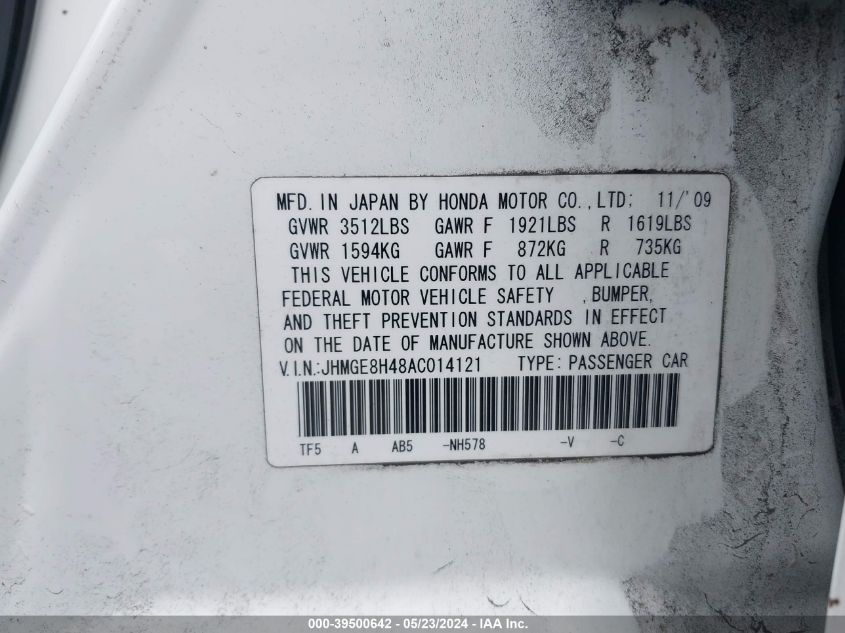 MFD. IN JAPAN BY HONDA MOTOR CO., LTD: 11/'09
GVWR 3512LBS GAWR F 1921LBS R 1619LBS
GVWR 1594KG GAWR F 872KG R 735KG
THIS VEHICLE CONFORMS TO ALL APPLICABLE
FEDERAL MOTOR VEHICLE SAFETY , BUMPER,
AND THEFT PREVENTION STANDARDS IN EFFECT
ON THE DATE OF MANUFACTURE SHOWN ABOVE.
V.I.N.:JHMGE8H48AC014121 TYPE: PASSENGER CAR
TF5 A AB5 -NH578 -V -C
000-39500642 - 05/23/2024 - IAA Inc.